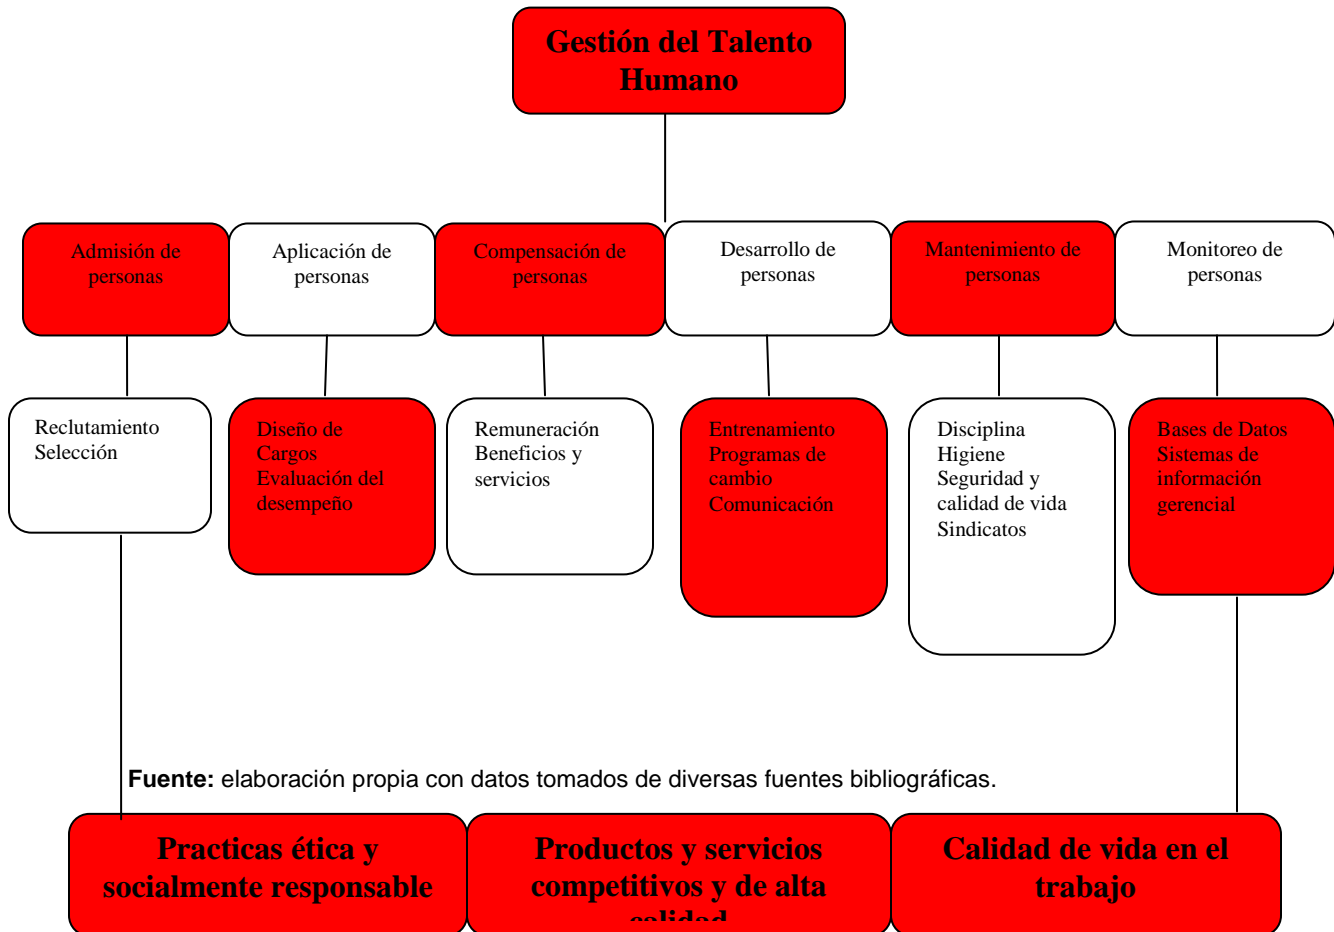 Gestión del Talento
Humano
Admisión de
personas
Aplicación de
personas
Compensación de
personas
Desarrollo de
personas
Mantenimiento de
personas
Monitoreo de
personas
Reclutamiento
Selección
Diseño de
Cargos
Evaluación del
desempeño
Remuneración
Beneficios y
servicios
Entrenamiento
Programas de
cambio
Comunicación
Disciplina
Higiene
Seguridad y
calidad de vida
Sindicatos
Bases de Datos
Sistemas de
información
gerencial
Fuente: elaboración propia con datos tomados de diversas fuentes bibliográficas.
Practicas ética y
socialmente responsable
Productos y servicios
competitivos y de alta
calidad
Calidad de vida en el
trabajo